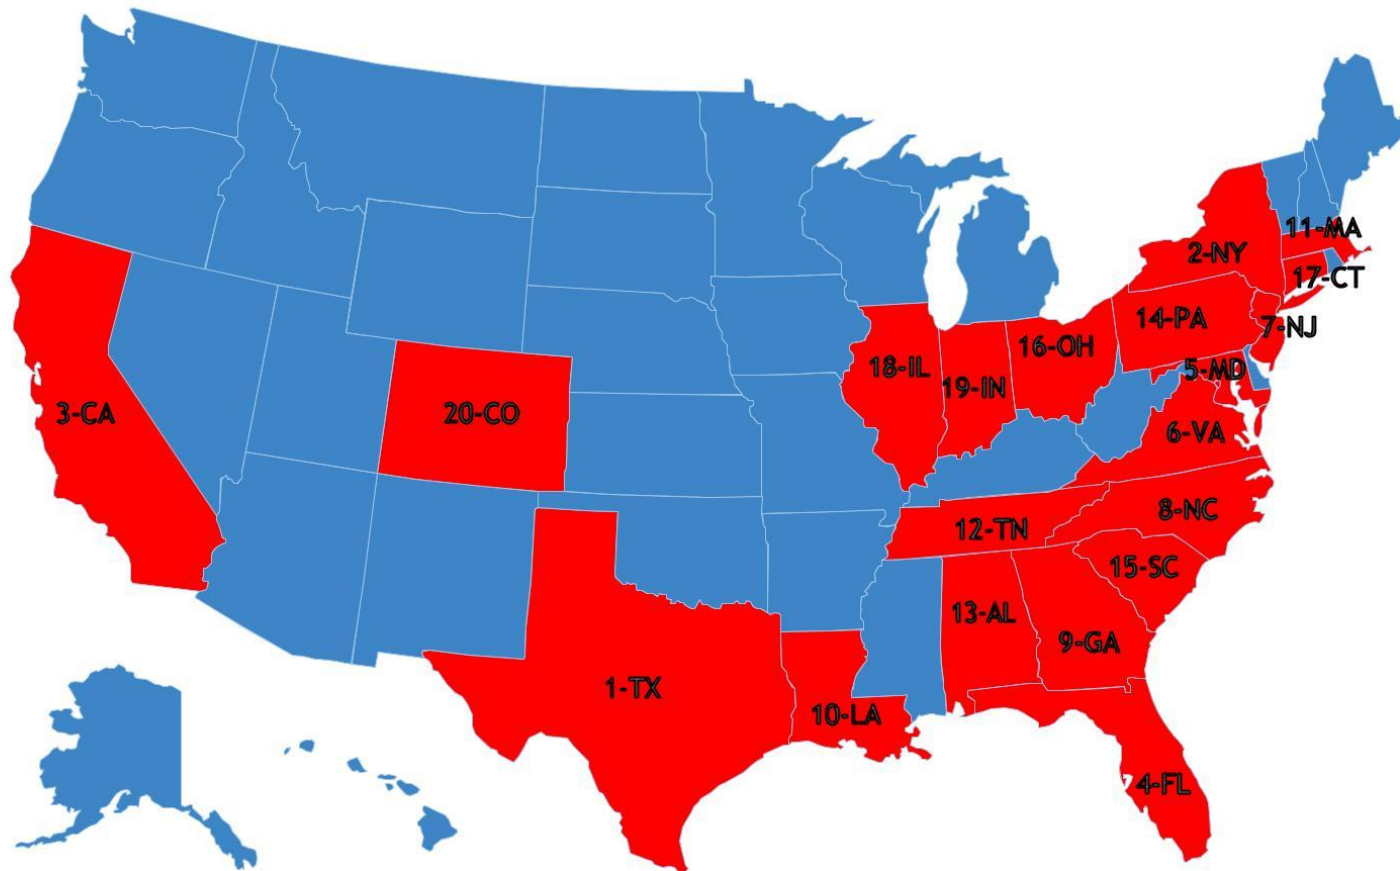 11-MA
2-NY
17-CT
14-PA
7-NJ
16-OH
18-IL
5-MD
19-IN
3-CA
20-CO
6-VA
8-NC
12-TN
15-SC
13-AL
9-GA
1-TX
10-LA
4-FL